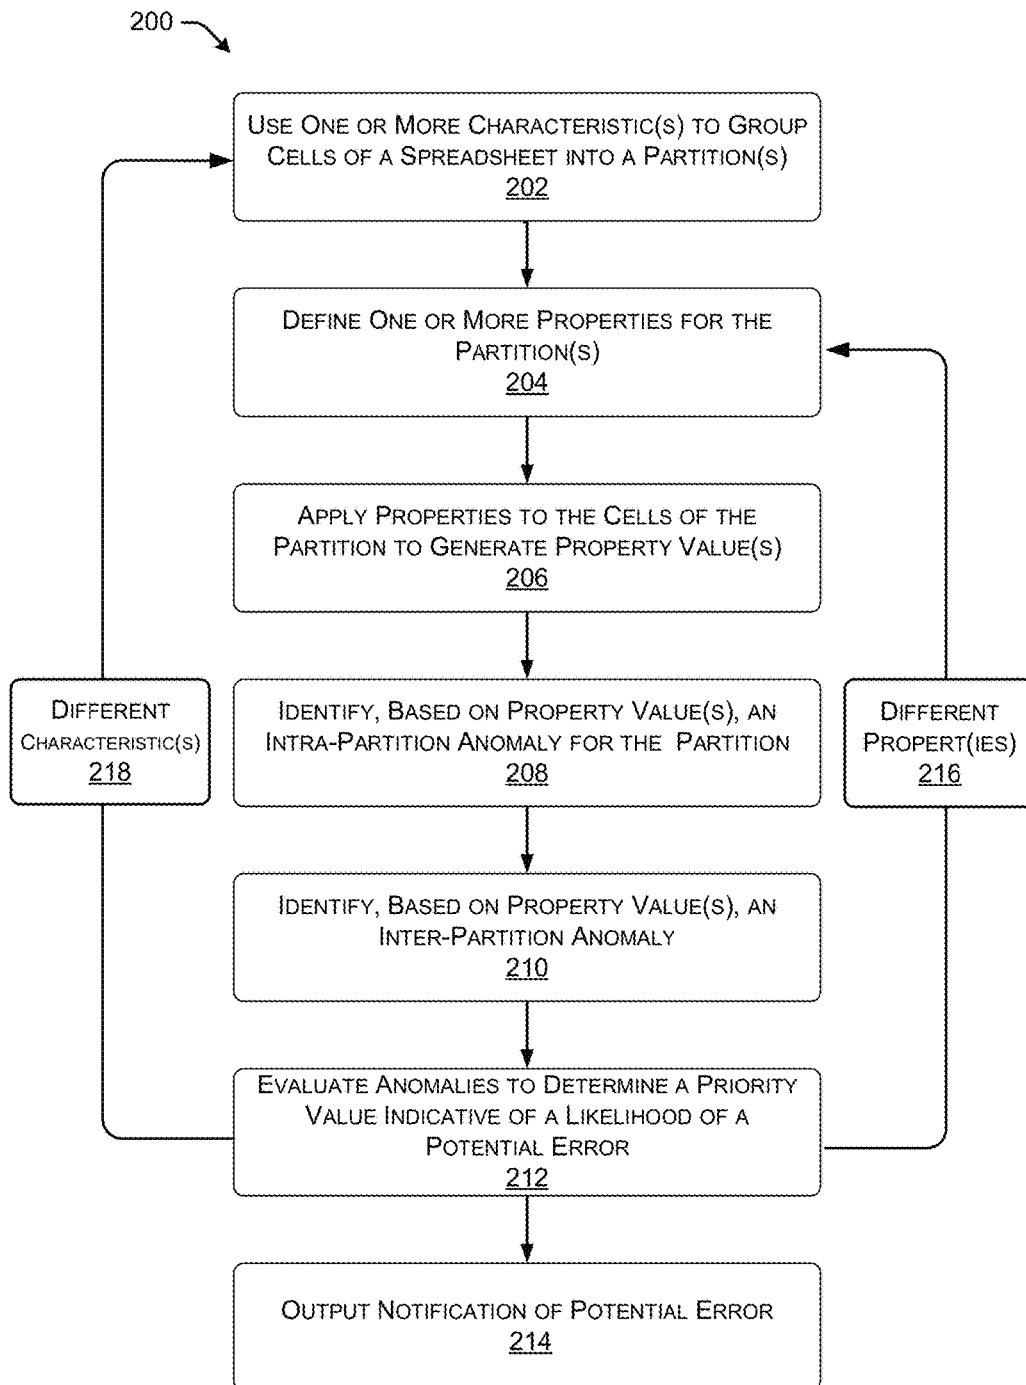 200
USE ONE OR MORE CHARACTERISTIC(S) TO GROUP
CELLS OF A SPREADSHEET INTO A PARTITION(S)
202
DEFINE ONE OR MORE PROPERTIES FOR THE
PARTITION(S)
204
APPLY PROPERTIES TO THE CELLS OF THE
PARTITION TO GENERATE PROPERTY VALUE(S)
206
IDENTIFY, BASED ON PROPERTY VALUE(S), AN
INTRA-PARTITION ANOMALY FOR THE PARTITION
208
IDENTIFY, BASED ON PROPERTY VALUE(S), AN
INTER-PARTITION ANOMALY
210
EVALUATE ANOMALIES TO DETERMINE A PRIORITY
VALUE INDICATIVE OF A LIKELIHOOD OF A
POTENTIAL ERROR
212
OUTPUT NOTIFICATION OF POTENTIAL ERROR
214
DIFFERENT
CHARACTERISTIC(S)
218
DIFFERENT
PROPERT(IES)
216